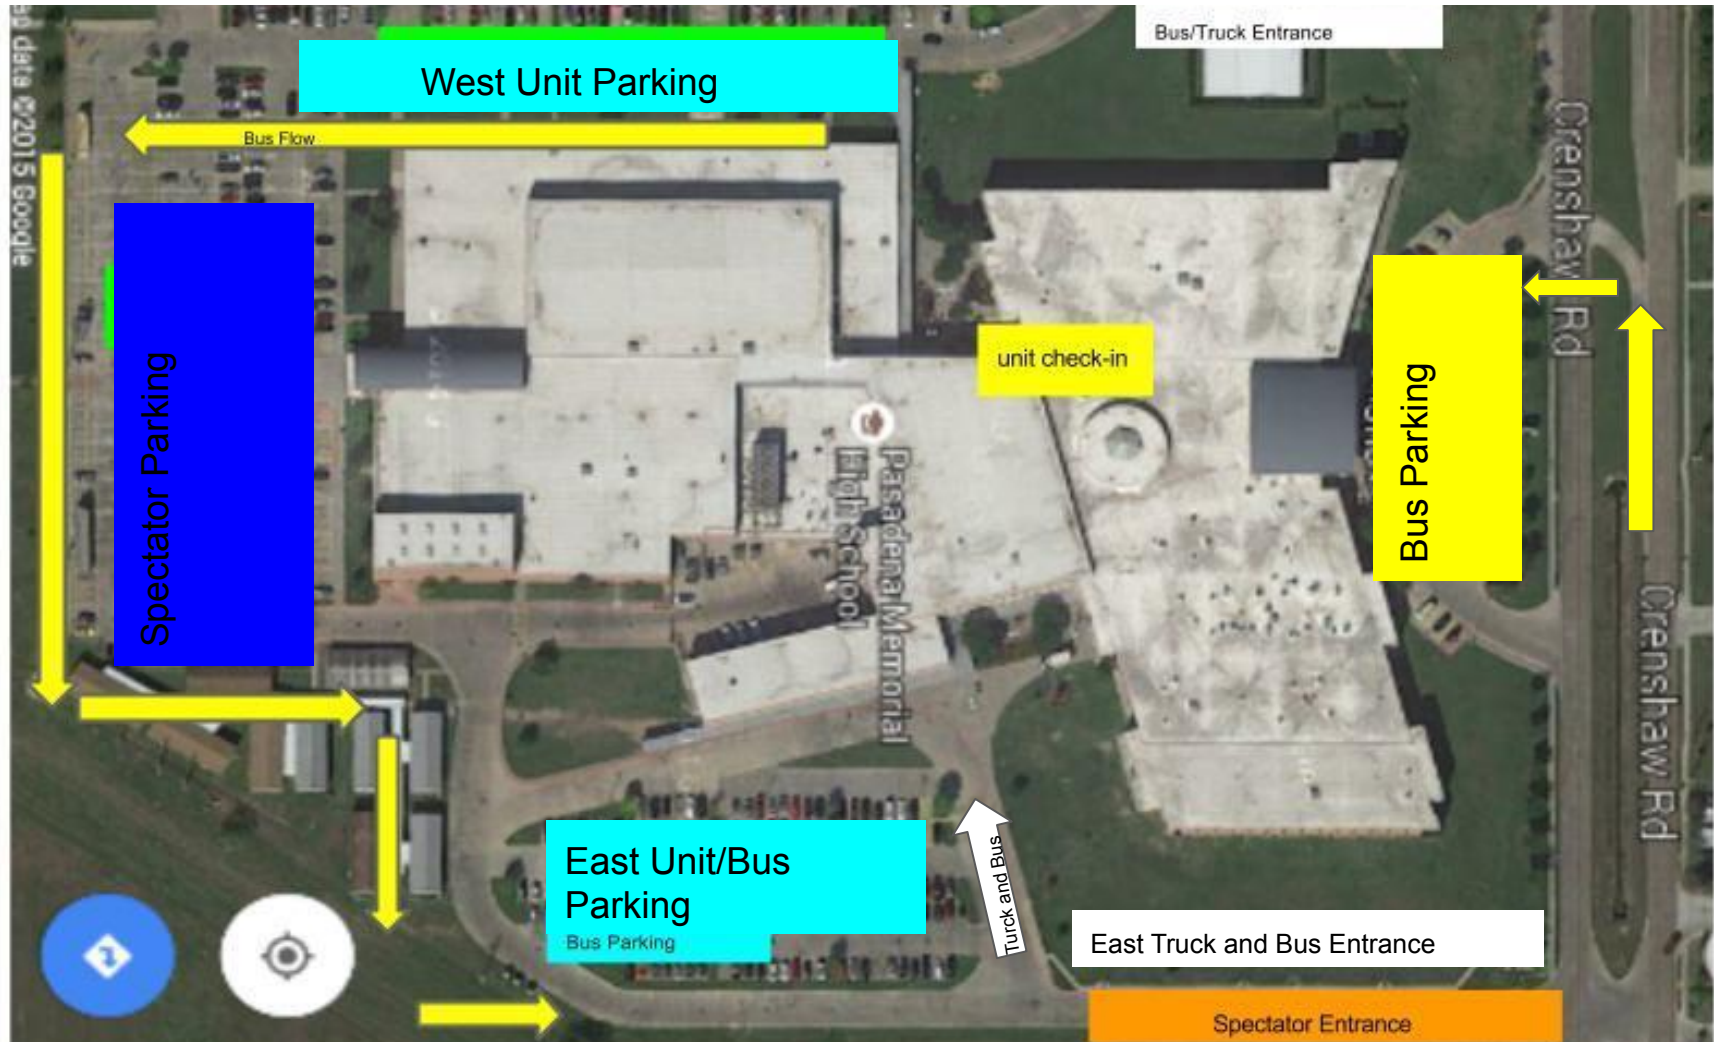 Bus/Truck Entrance
West Unit Parking
Bus Flow
data ©2015 Google
Crenshaw Rd
unit check-in
Spectator Parking
Bus Parking
Pasadena Memorial
High School
Crenshaw Rd
East Unit/Bus
Parking
Bus Parking
Turck and Bus
East Truck and Bus Entrance
Spectator Entrance